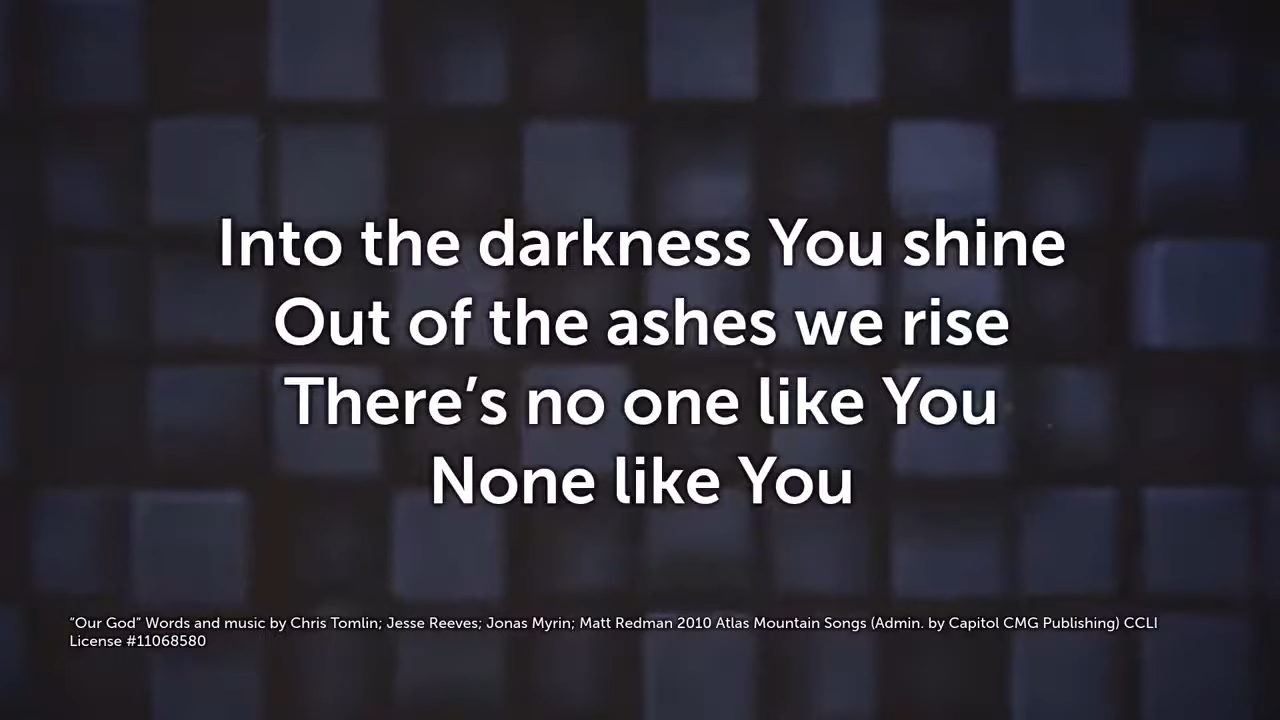 Into the darkness You shine
Out of the ashes we rise
There’s no one like You
None like You
“Our God” Words and music by Chris Tomlin; Jesse Reeves; Jonas Myrin; Matt Redman 2010 Atlas Mountain Songs (Admin. by Capitol CMG Publishing) CCLI
License #11068580